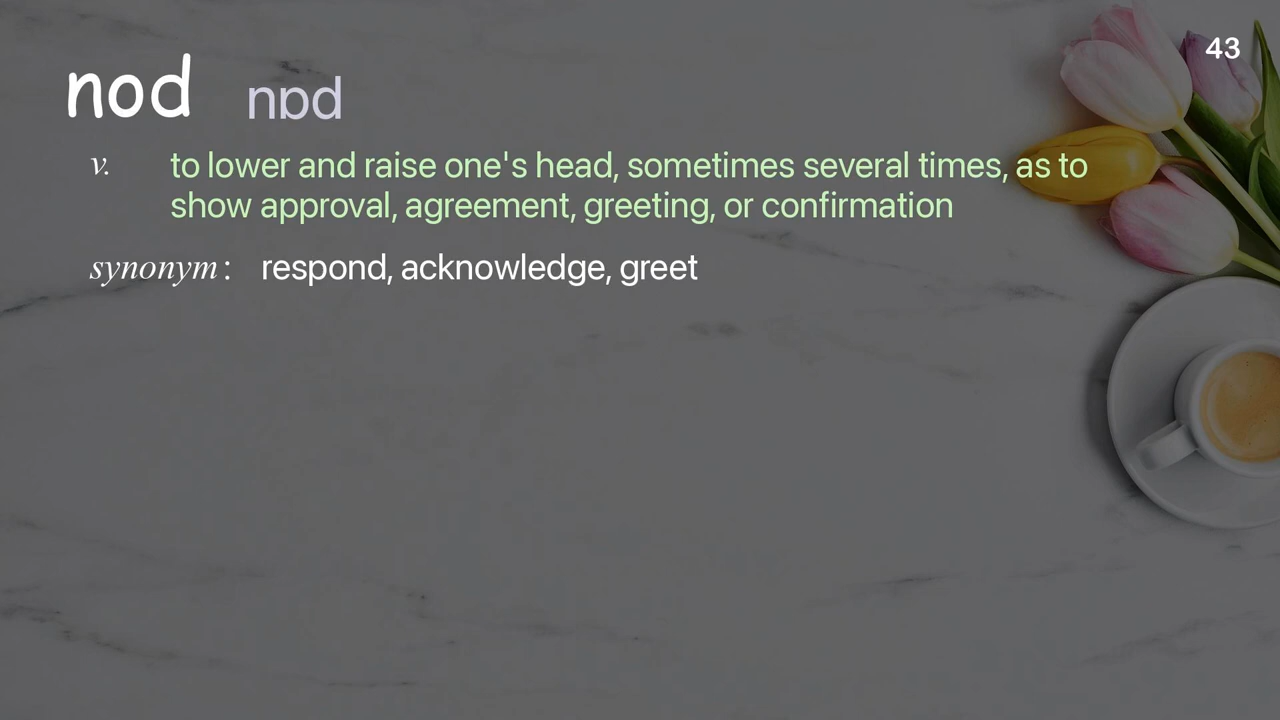 43
nod nɒd
v. to lower and raise one's head, sometimes several times, as to
show approval, agreement, greeting, or confirmation
synonym : respond, acknowledge, greet